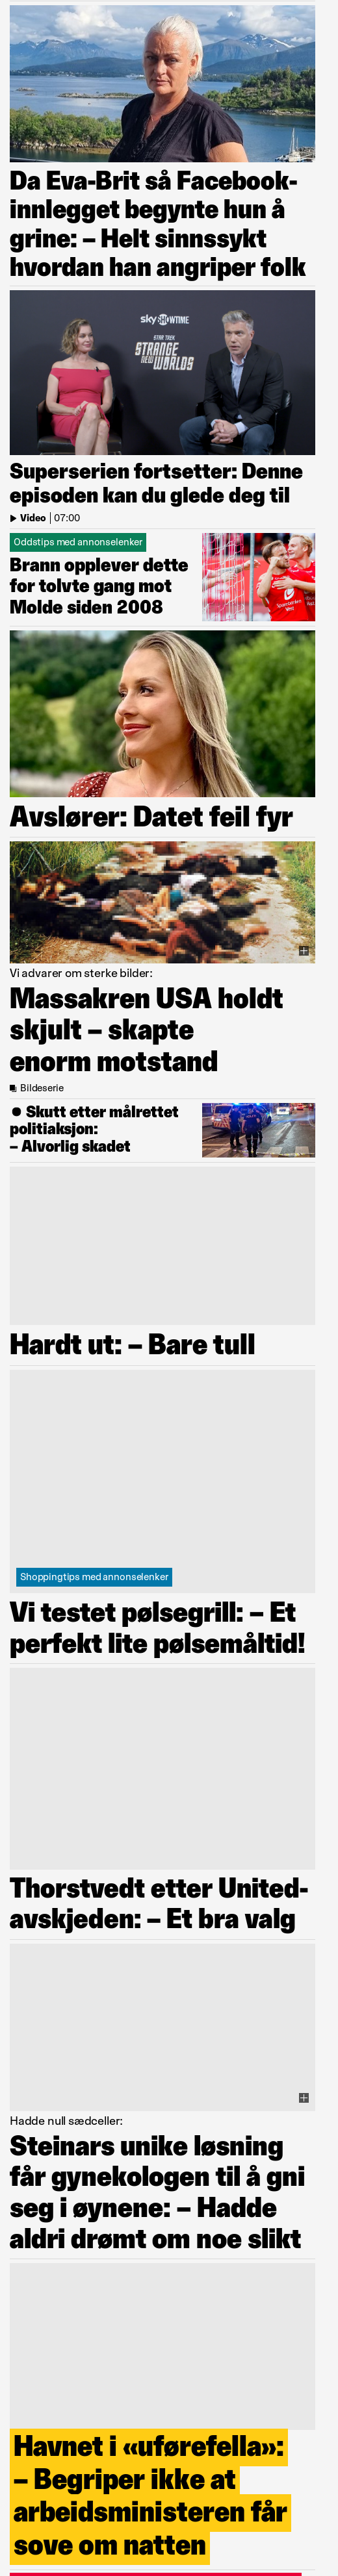 Da Eva-Brit så Facebook-
innlegget begynte hun å
grine: – Helt sinnssykt
hvordan han angriper folk
sky SHOWTIME
STAR TREK
STRANGE
NEW WORLDS
Superserien fortsetter: Denne
episoden kan du glede deg til
Video | 07:00
Oddstips med annonselenker
Brann opplever dette
for tolvte gang mot
Molde siden 2008
Sparebanken
Vest
Avslører: Datet feil fyr
Vi advarer om sterke bilder:
Massakren USA holdt
skjult – skapte
enorm motstand
Bildeserie
Skutt etter målrettet
politiaksjon:
– Alvorlig skadet
Hardt ut: – Bare tull
Shoppingtips med annonselenker
Vi testet pølsegrill: – Et
perfekt lite pølsemåltid!
Thorstvedt etter United-
avskjeden: – Et bra valg
Hadde null sædceller:
Steinars unike løsning
får gynekologen til å gni
seg i øynene: – Hadde
aldri drømt om noe slikt
Havnet i «uførefella»:
– Begriper ikke at
arbeidsministeren får
sove om natten